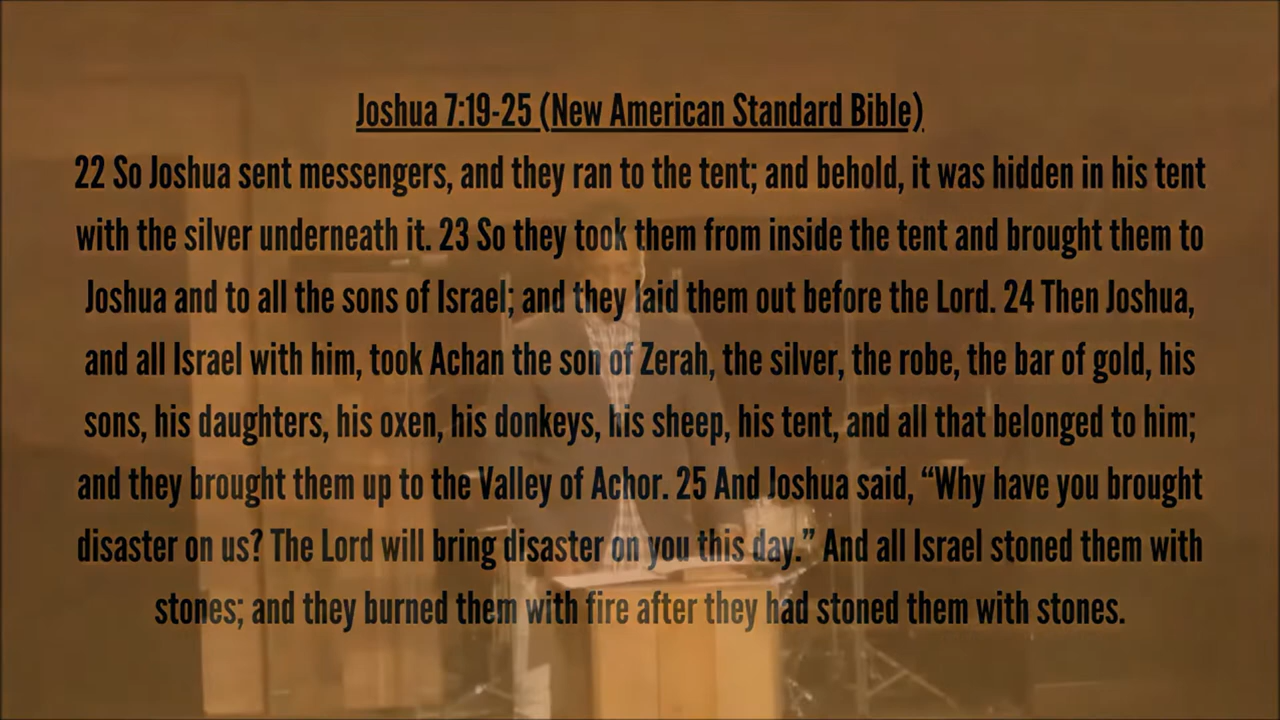 Joshua 7:19-25 (New American Standard Bible)
22 So Joshua sent messengers, and they ran to the tent; and behold, it was hidden in his tent
with the silver underneath it. 23 So they took them from inside the tent and brought them to
Joshua and to all the sons of Israel; and they laid them out before the Lord. 24 Then Joshua,
and all Israel with him, took Achan the son of Zerah, the silver, the robe, the bar of gold, his
sons, his daughters, his oxen, his donkeys, his sheep, his tent, and all that belonged to him;
and they brought them up to the Valley of Achor. 25 And Joshua said, “Why have you brought
disaster on us? The Lord will bring disaster on you this day.” And all Israel stoned them with
stones; and they burned them with fire after they had stoned them with stones.